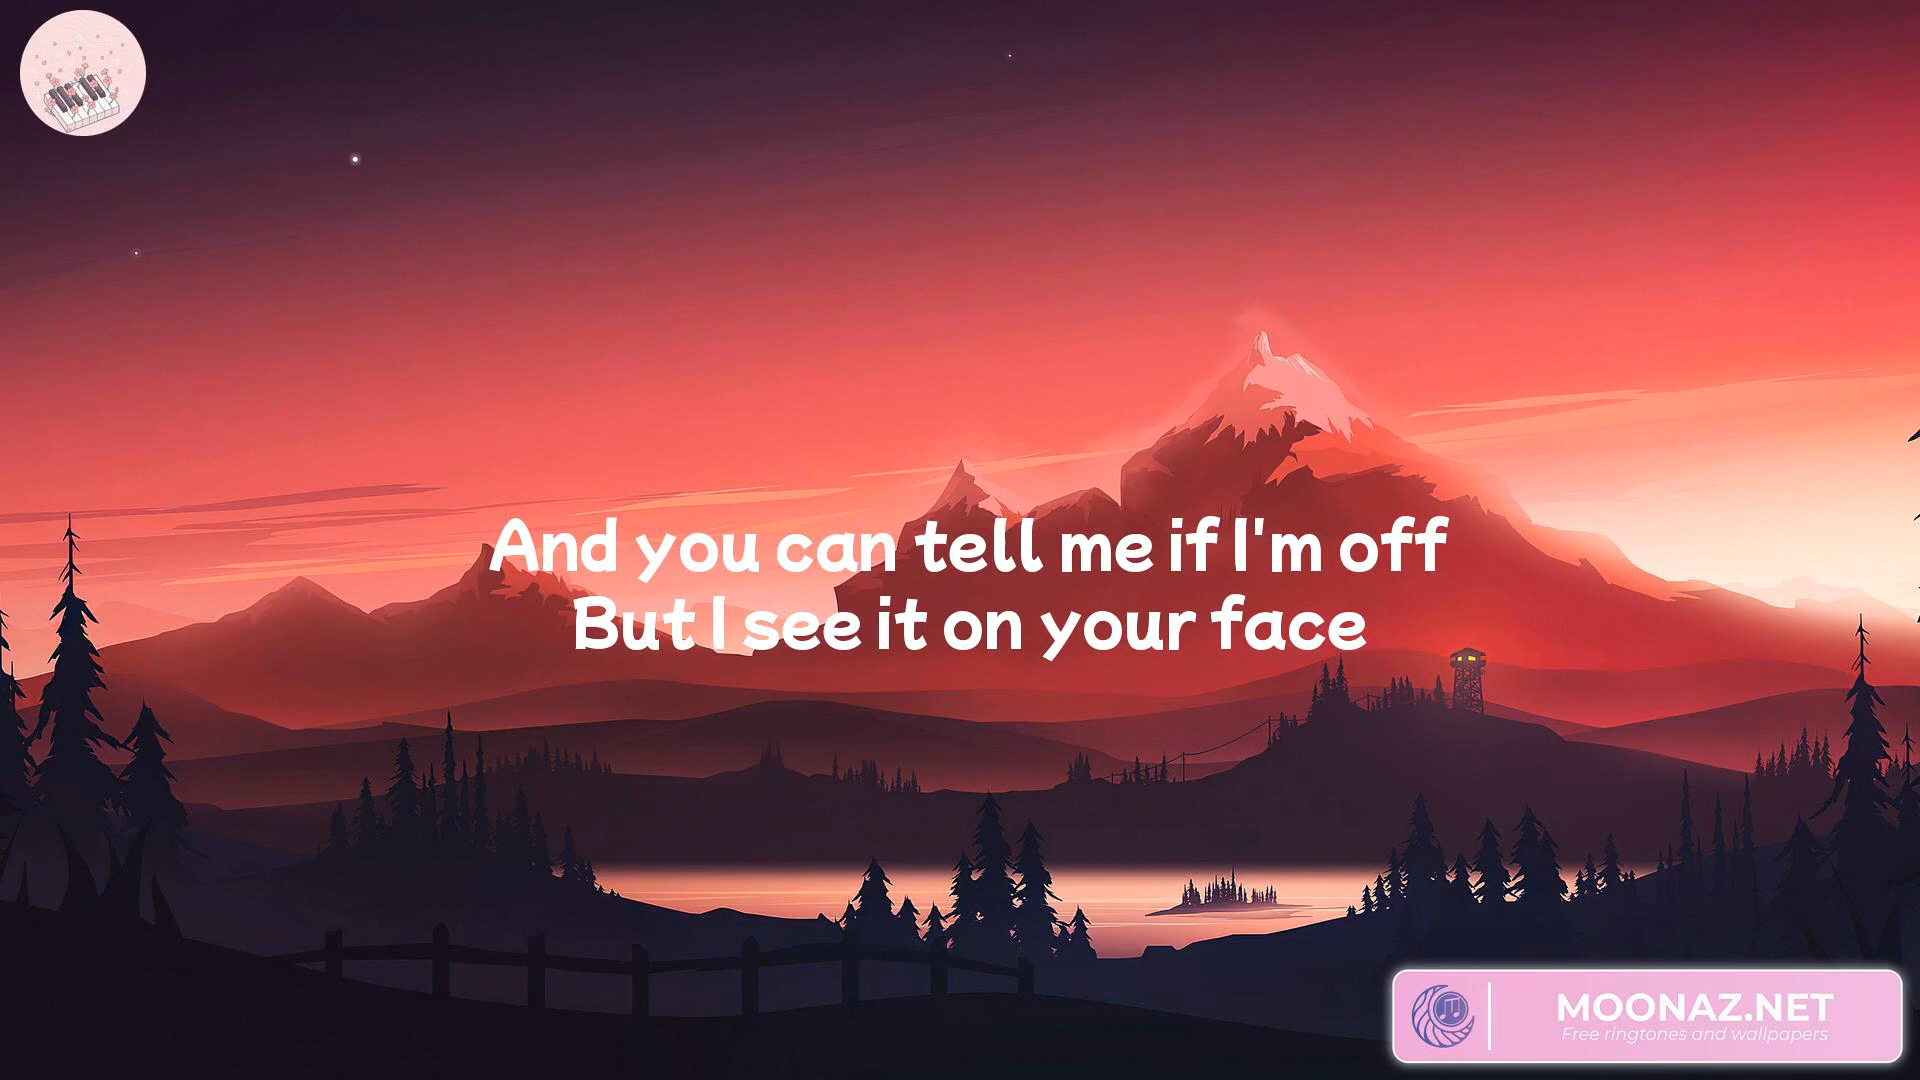 And you can tell me if I'm off
But I see it on your face
MOONAZ.NET
Free ringtones and wallpapers